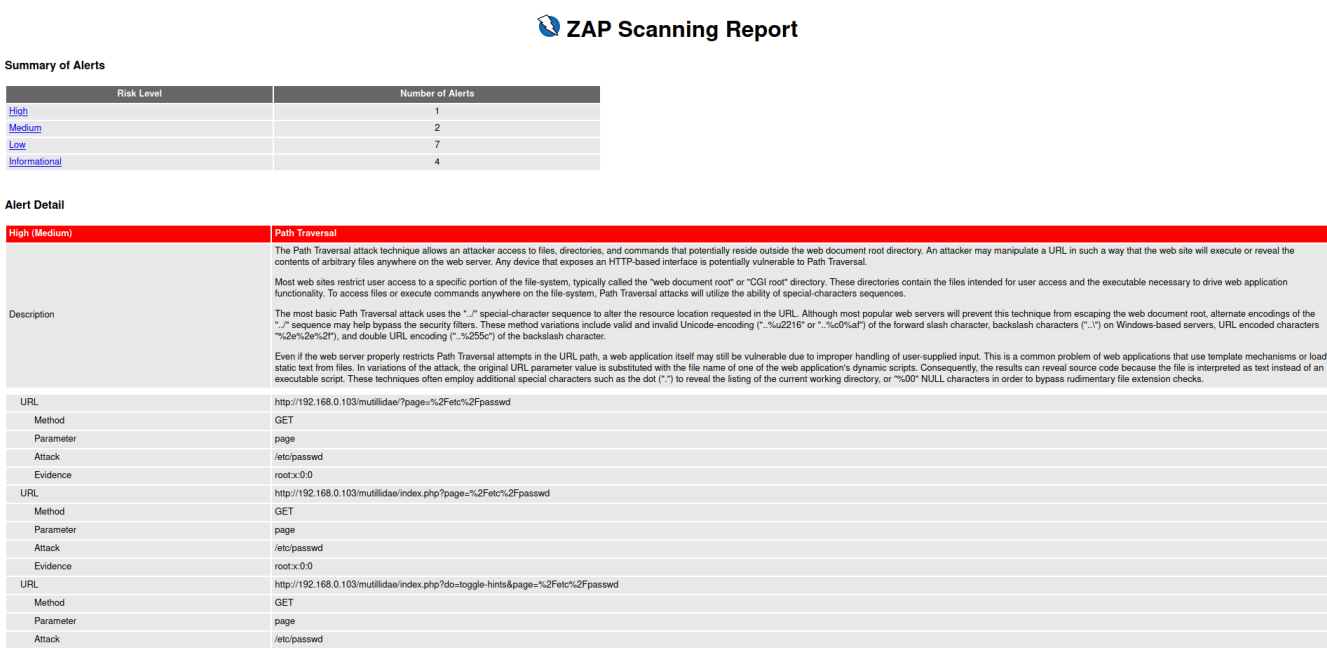 ZAP Scanning Report
Summary of Alerts
Risk Level Number of Alerts
High 1
Medium 2
Low 7
Informational 4
Alert Detail
High (Medium) Path Traversal
Description
The Path Traversal attack technique allows an attacker access to files, directories, and commands that potentially reside outside the web document root directory. An attacker may manipulate a URL in such a way that the web site will execute or reveal the
contents of arbitrary files anywhere on the web server. Any device that exposes an HTTP-based interface is potentially vulnerable to Path Traversal.
Most web sites restrict user access to a specific portion of the file-system, typically called the "web document root" or "CGI root" directory. These directories contain the files intended for user access and the executable necessary to drive web application
functionality. To access files or execute commands anywhere on the file-system, Path Traversal attacks will utilize the ability of special-characters sequences.
The most basic Path Traversal attack uses the "../" special-character sequence to alter the resource location requested in the URL. Although most popular web servers will prevent this technique from escaping the web document root, alternate encodings of the
"../" sequence may help bypass the security filters. These method variations include valid and invalid Unicode-encoding ("..%u2216" or "..%c0%af") of the forward slash character, backslash characters ("..\") on Windows-based servers, URL encoded characters
"%2e%2e%2f"), and double URL encoding ("..%255c") of the backslash character.
Even if the web server properly restricts Path Traversal attempts in the URL path, a web application itself may still be vulnerable due to improper handling of user-supplied input. This is a common problem of web applications that use template mechanisms or load
static text from files. In variations of the attack, the original URL parameter value is substituted with the file name of one of the web application's dynamic scripts. Consequently, the results can reveal source code because the file is interpreted as text instead of an
executable script. These techniques often employ additional special characters such as the dot (".") to reveal the listing of the current working directory, or "%00" NULL characters in order to bypass rudimentary file extension checks.
URL http://192.168.0.103/mutillidae/?page=%2Fetc%2Fpasswd
Method GET
Parameter page
Attack /etc/passwd
Evidence root:x:0:0
URL http://192.168.0.103/mutillidae/index.php?page=%2Fetc%2Fpasswd
Method GET
Parameter page
Attack /etc/passwd
Evidence root:x:0:0
URL http://192.168.0.103/mutillidae/index.php?do=toggle-hints&page=%2Fetc%2Fpasswd
Method GET
Parameter page
Attack /etc/passwd